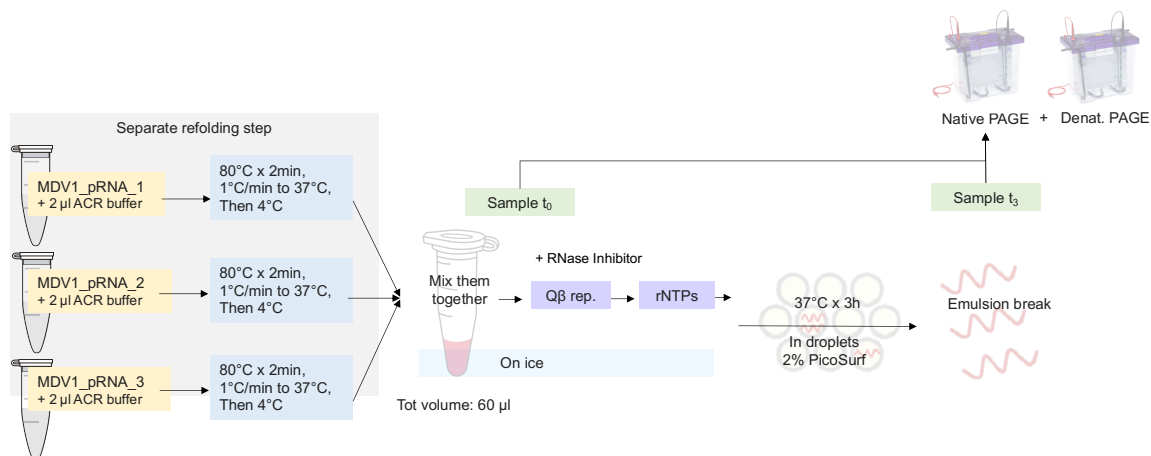 Native PAGE + Denat. PAGE
Separate refolding step
MDV1_pRNA_1
+ 2 µl ACR buffer
80°C x 2min,
1°C/min to 37°C,
Then 4°C
Sample t₀
Sample t₃
MDV1_pRNA_2
+ 2 µl ACR buffer
80°C x 2min,
1°C/min to 37°C,
Then 4°C
Mix them
together
+ RNase Inhibitor
Qβ rep.
rNTPs
37°C x 3h
In droplets
2% PicoSurf
Emulsion break
On ice
MDV1_pRNA_3
+ 2 µl ACR buffer
80°C x 2min,
1°C/min to 37°C,
Then 4°C
Tot volume: 60 µl